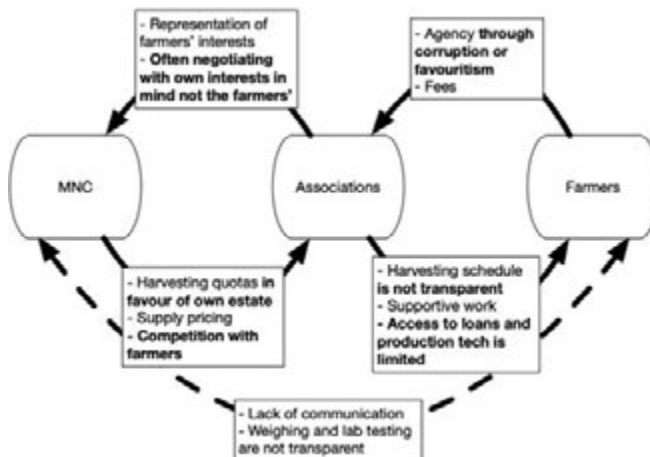 - Representation of
farmers' interests
- Often negotiating
with own interests in
mind not the farmers'
- Agency through
corruption or
favouritism
- Fees
MNC
Associations
Farmers
- Harvesting quotas in
favour of own estate
- Supply pricing
- Competition with
farmers
- Harvesting schedule
is not transparent
- Supportive work
- Access to loans and
production tech is
limited
- Lack of communication
- Weighing and lab testing
are not transparent